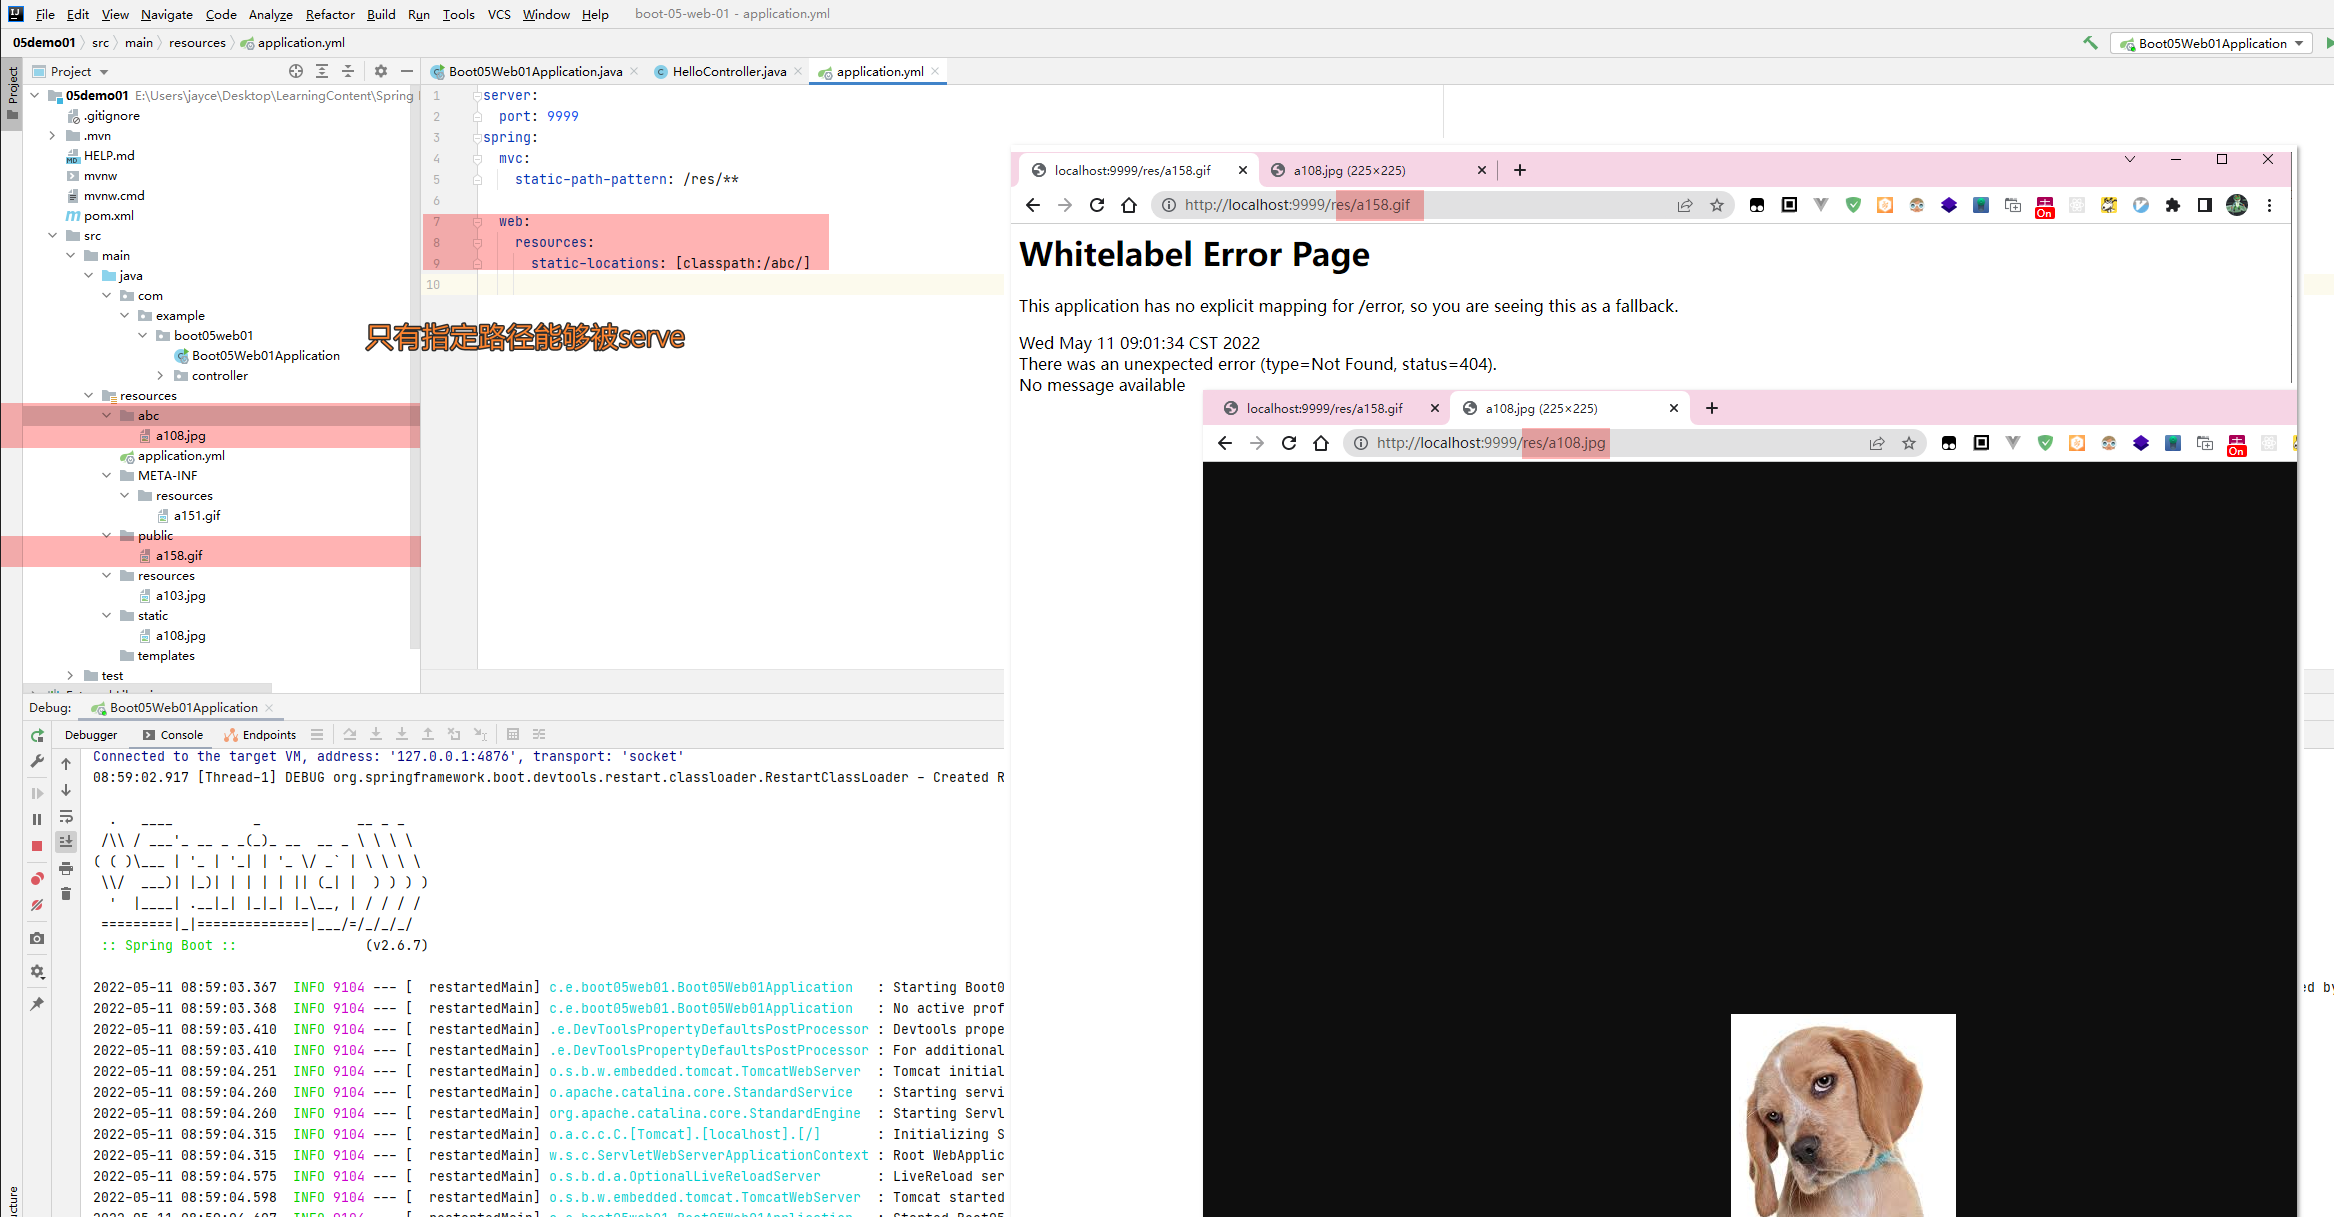 File Edit View Navigate Code Analyze Refactor Build Run Tools VCS Window Help boot-05-web-01 - application.yml
05demo01 src main resources application.yml
Boot05Web01Application
Project
Project
Boot05Web01Application.java HelloController.java application.yml
05demo01 E:\Users\jayce\Desktop\LearningContent\Spring
.gitignore
.mvn
HELP.md
mvnw
mvnw.cmd
pom.xml
src
main
java
com
example
boot05web01
Boot05Web01Application
controller
resources
abc
a108.jpg
application.yml
META-INF
resources
a151.gif
public
a158.gif
resources
a103.jpg
static
a108.jpg
templates
test
1 server:
2 port: 9999
3 spring:
4 mvc:
5 static-path-pattern: /res/**
6
7 web:
8 resources:
9 static-locations: [classpath:/abc/]
10
只有指定路径能够被serve
localhost:9999/res/a158.gif a108.jpg (225×225)
http://localhost:9999/res/a158.gif
On
Whitelabel Error Page
This application has no explicit mapping for /error, so you are seeing this as a fallback.
Wed May 11 09:01:34 CST 2022
There was an unexpected error (type=Not Found, status=404).
No message available
localhost:9999/res/a158.gif a108.jpg (225×225)
http://localhost:9999/res/a108.jpg
On
Debug: Boot05Web01Application
Debugger Console Endpoints
Connected to the target VM, address: '127.0.0.1:4876', transport: 'socket'
08:59:02.917 [Thread-1] DEBUG org.springframework.boot.devtools.restart.classloader.RestartClassLoader - Created R
  .   ____          _            __ _ _
 /\\ / ___'_ __ _ _(_)_ __  __ _ \ \ \ \
( ( )\___ | '_ | '_| | '_ \/ _` | \ \ \ \
 \\/  ___)| |_)| | | | | || (_| |  ) ) ) )
  '  |____| .__|_| |_|_| |_\__, | / / / /
 =========|_|==============|___/=/_/_/_/
 :: Spring Boot ::                (v2.6.7)
2022-05-11 08:59:03.367 INFO 9104 --- [ restartedMain] c.e.boot05web01.Boot05Web01Application : Starting Boot0
2022-05-11 08:59:03.368 INFO 9104 --- [ restartedMain] c.e.boot05web01.Boot05Web01Application : No active prof
2022-05-11 08:59:03.410 INFO 9104 --- [ restartedMain] .e.DevToolsPropertyDefaultsPostProcessor : Devtools prope
2022-05-11 08:59:03.410 INFO 9104 --- [ restartedMain] .e.DevToolsPropertyDefaultsPostProcessor : For additional
2022-05-11 08:59:04.251 INFO 9104 --- [ restartedMain] o.s.b.w.embedded.tomcat.TomcatWebServer : Tomcat initial
2022-05-11 08:59:04.260 INFO 9104 --- [ restartedMain] o.apache.catalina.core.StandardService : Starting servi
2022-05-11 08:59:04.260 INFO 9104 --- [ restartedMain] org.apache.catalina.core.StandardEngine : Starting Servl
2022-05-11 08:59:04.315 INFO 9104 --- [ restartedMain] o.a.c.c.C.[Tomcat].[localhost].[/] : Initializing S
2022-05-11 08:59:04.315 INFO 9104 --- [ restartedMain] w.s.c.ServletWebServerApplicationContext : Root WebApplic
2022-05-11 08:59:04.575 INFO 9104 --- [ restartedMain] o.s.b.d.a.OptionalLiveReloadServer : LiveReload ser
2022-05-11 08:59:04.598 INFO 9104 --- [ restartedMain] o.s.b.w.embedded.tomcat.TomcatWebServer : Tomcat started